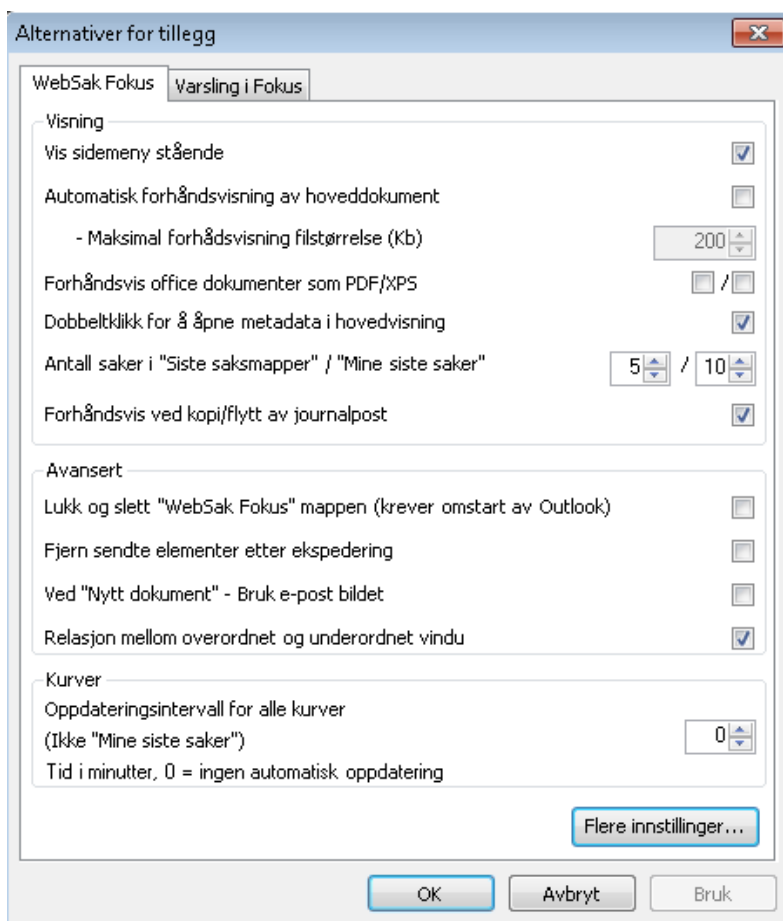 Alternativer for tillegg
WebSak Fokus
Varsling i Fokus
Visning
Vis sidemeny stående
Automatisk forhåndsvisning av hoveddokument
- Maksimal forhådsvisning filstørrelse (Kb) 200
Forhåndsvis office dokumenter som PDF/XPS /
Dobbeltklikk for å åpne metadata i hovedvisning
Antall saker i "Siste saksmapper" / "Mine siste saker" 5 / 10
Forhåndsvis ved kopi/flytt av journalpost
Avansert
Lukk og slett "WebSak Fokus" mappen (krever omstart av Outlook)
Fjern sendte elementer etter ekspedering
Ved "Nytt dokument" - Bruk e-post bildet
Relasjon mellom overordnet og underordnet vindu
Kurver
Oppdateringsintervall for alle kurver
(Ikke "Mine siste saker") 0
Tid i minutter, 0 = ingen automatisk oppdatering
Flere innstillinger...
OK Avbryt Bruk